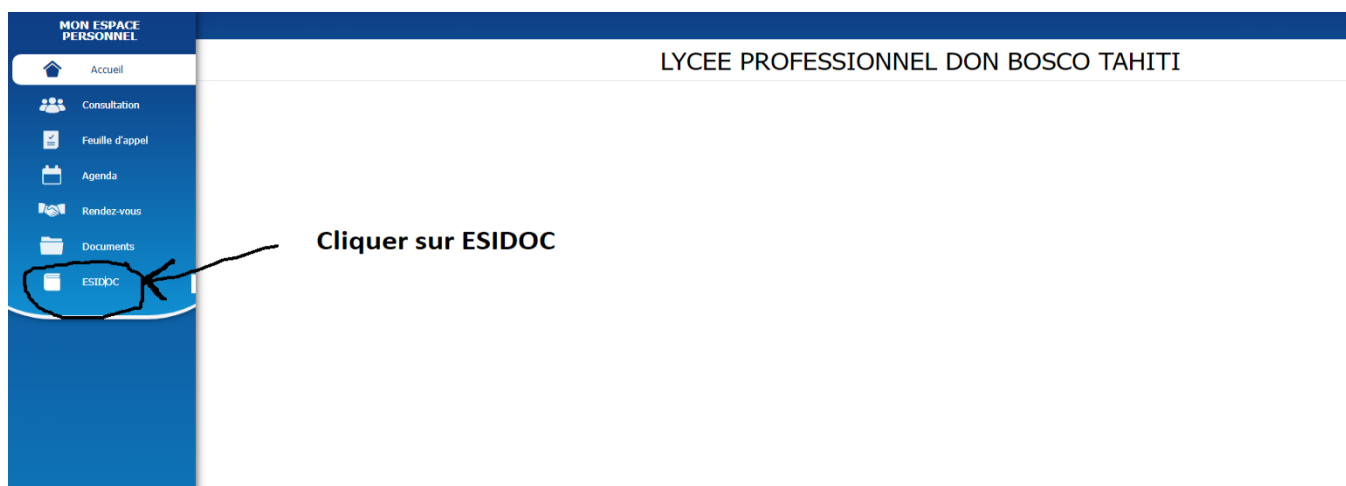 MON ESPACE
PERSONNEL
LYCEE PROFESSIONNEL DON BOSCO TAHITI
Accueil
Consultation
Feuille d'appel
Agenda
Rendez-vous
Documents
Cliquer sur ESIDOC
ESIDOC